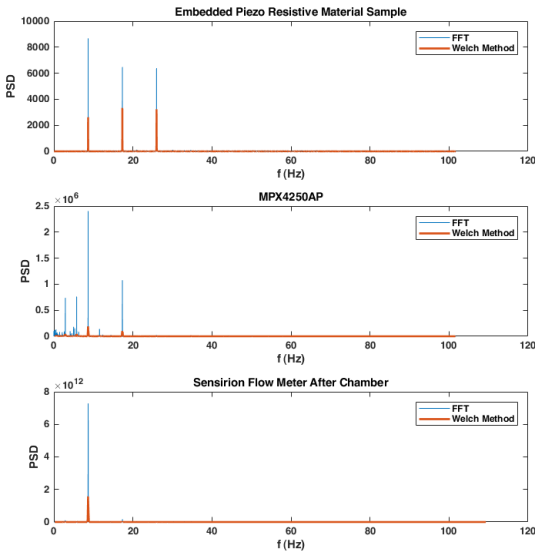 Embedded Piezo Resistive Material Sample
10000
8000
6000
4000
2000
0
PSD
FFT
Welch Method
0 20 40 60 80 100 120
f (Hz)
MPX4250AP
×10^6
2.5
2
1.5
1
0.5
0
PSD
FFT
Welch Method
0 20 40 60 80 100 120
f (Hz)
Sensirion Flow Meter After Chamber
×10^12
8
6
4
2
0
PSD
FFT
Welch Method
0 20 40 60 80 100 120
f (Hz)